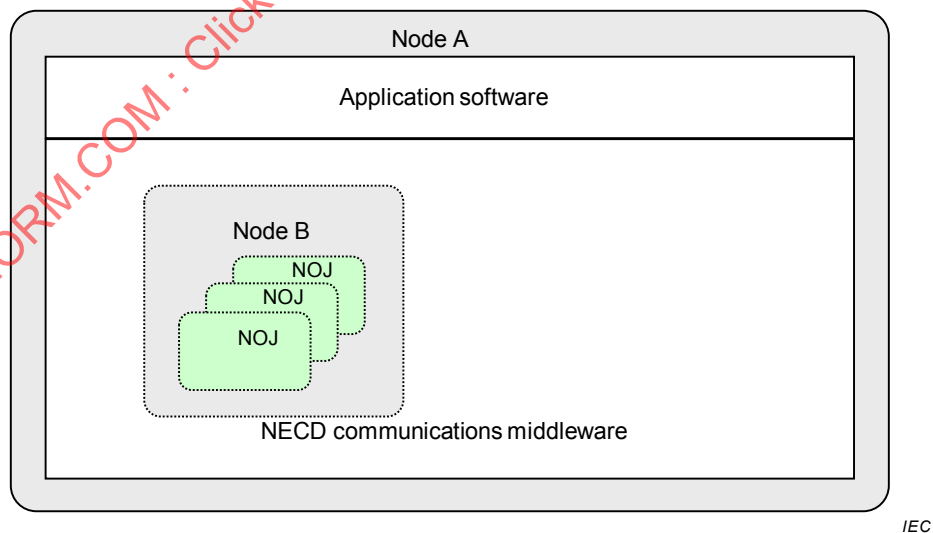 Node A
Application software
Node B
NOJ
NOJ
NOJ
NECD communications middleware
IEC
ORM.COM : Click